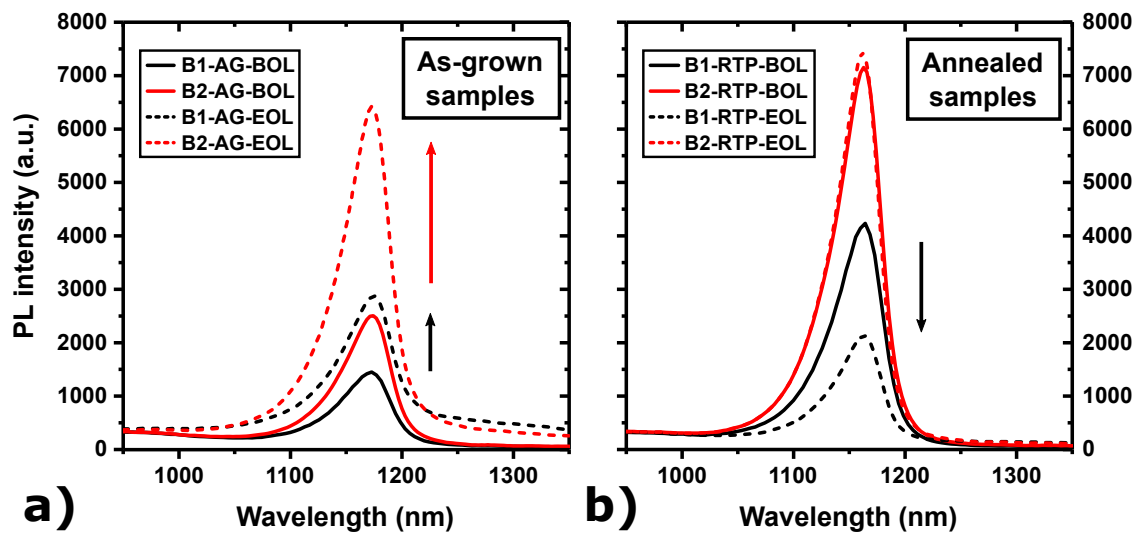 PL intensity (a.u.)
8000
7000
6000
5000
4000
3000
2000
1000
0
B1-AG-BOL
B2-AG-BOL
B1-AG-EOL
B2-AG-EOL
As-grown
samples
1000 1100 1200 1300
Wavelength (nm)
a)
B1-RTP-BOL
B2-RTP-BOL
B1-RTP-EOL
B2-RTP-EOL
Annealed
samples
8000
7000
6000
5000
4000
3000
2000
1000
0
1000 1100 1200 1300
Wavelength (nm)
b)